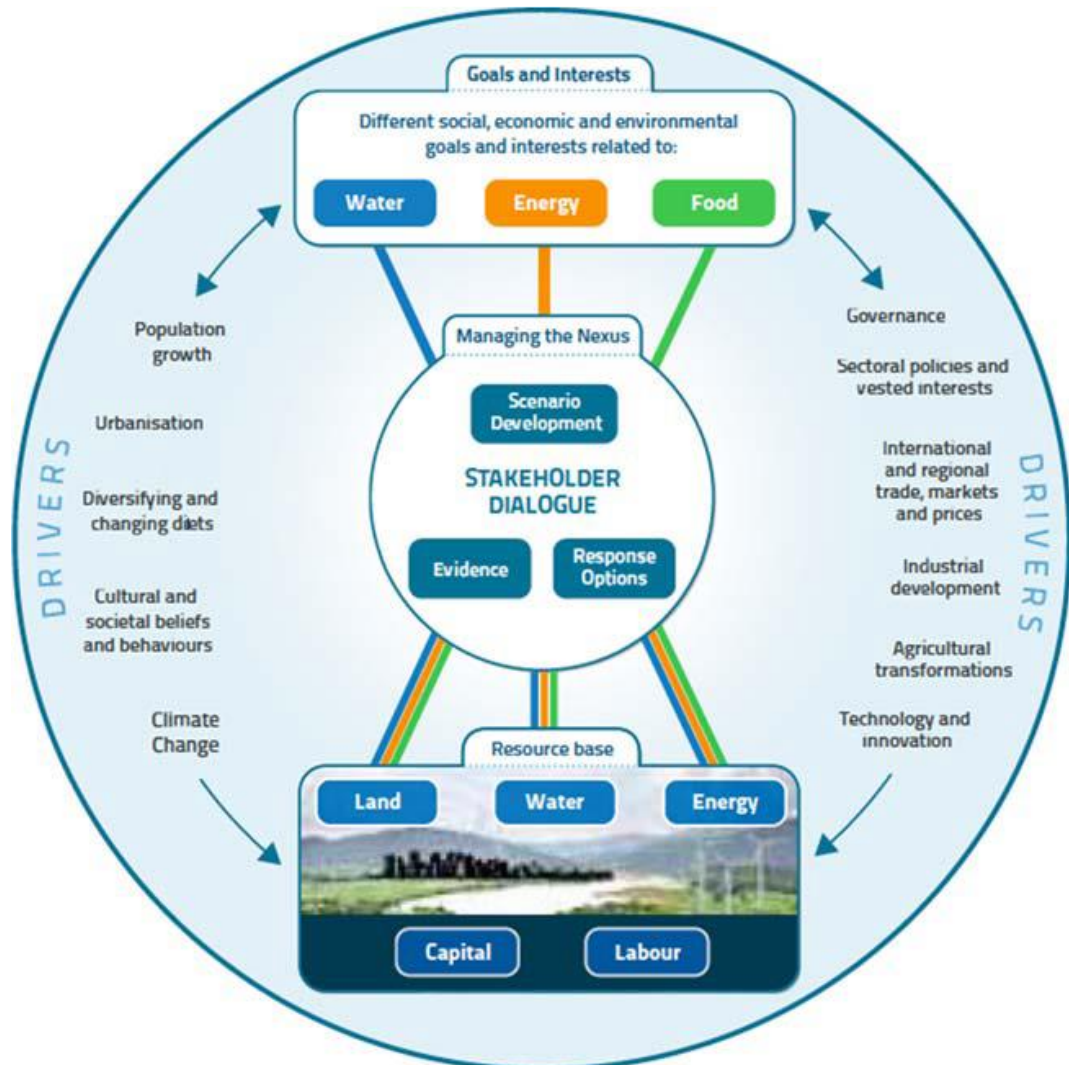 Goals and Interests
Different social, economic and environmental
goals and interests related to:
Water
Energy
Food
Managing the Nexus
Scenario
Development
STAKEHOLDER
DIALOGUE
Evidence
Response
Options
Resource base
Land
Water
Energy
Capital
Labour
DRIVERS
Population
growth
Urbanisation
Diversifying and
changing diets
Cultural and
societal beliefs
and behaviours
Climate
Change
DRIVERS
Governance
Sectoral policies and
vested interests
International
and regional
trade, markets
and prices
Industrial
development
Agricultural
transformations
Technology and
innovation